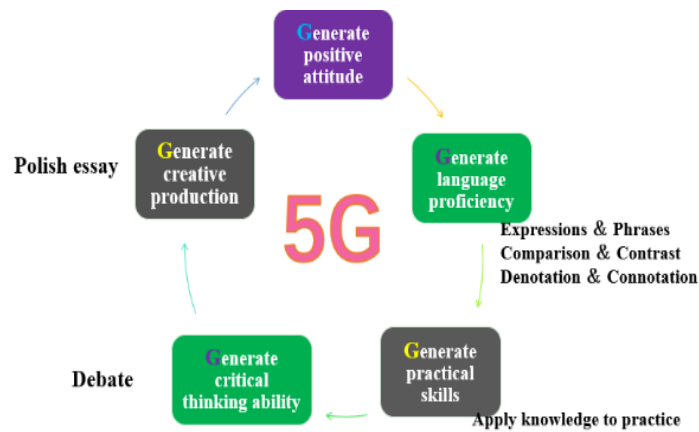 Generate
positive
attitude
Generate
language
proficiency
Expressions & Phrases
Comparison & Contrast
Denotation & Connotation
Generate
practical
skills
Apply knowledge to practice
Generate
critical
thinking ability
Debate
Generate
creative
production
Polish essay
5G